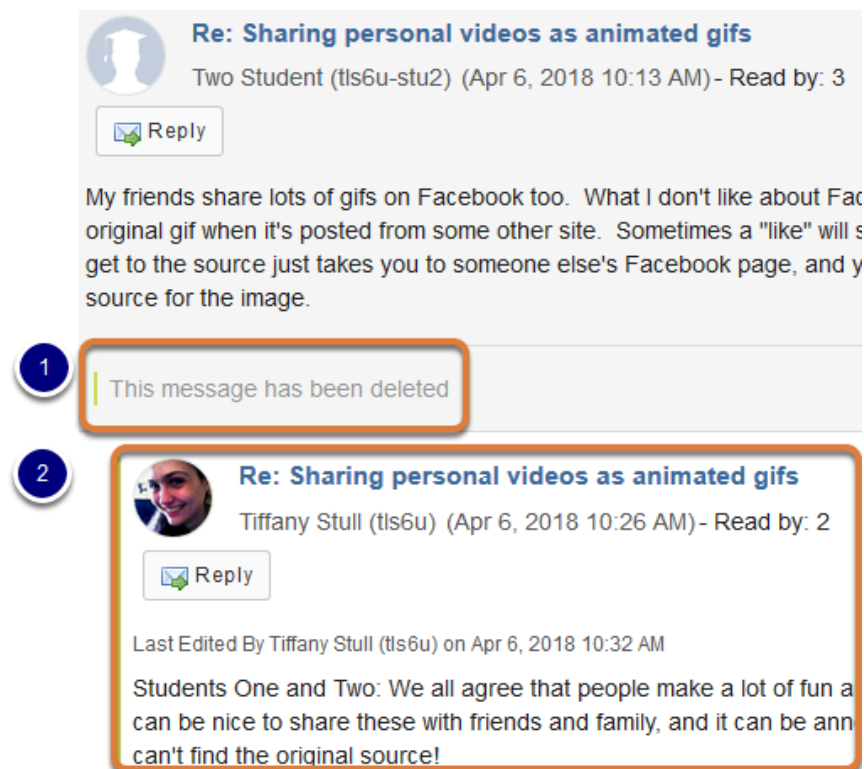 Re: Sharing personal videos as animated gifs
Two Student (tls6u-stu2) (Apr 6, 2018 10:13 AM) - Read by: 3
Reply
My friends share lots of gifs on Facebook too. What I don't like about
original gif when it's posted from some other site. Sometimes a "like" will
get to the source just takes you to someone else's Facebook page, and
source for the image.
1
This message has been deleted
2
Re: Sharing personal videos as animated gifs
Tiffany Stull (tls6u) (Apr 6, 2018 10:26 AM) - Read by: 2
Reply
Last Edited By Tiffany Stull (tls6u) on Apr 6, 2018 10:32 AM
Students One and Two: We all agree that people make a lot of fun
can be nice to share these with friends and family, and it can be
can't find the original source!